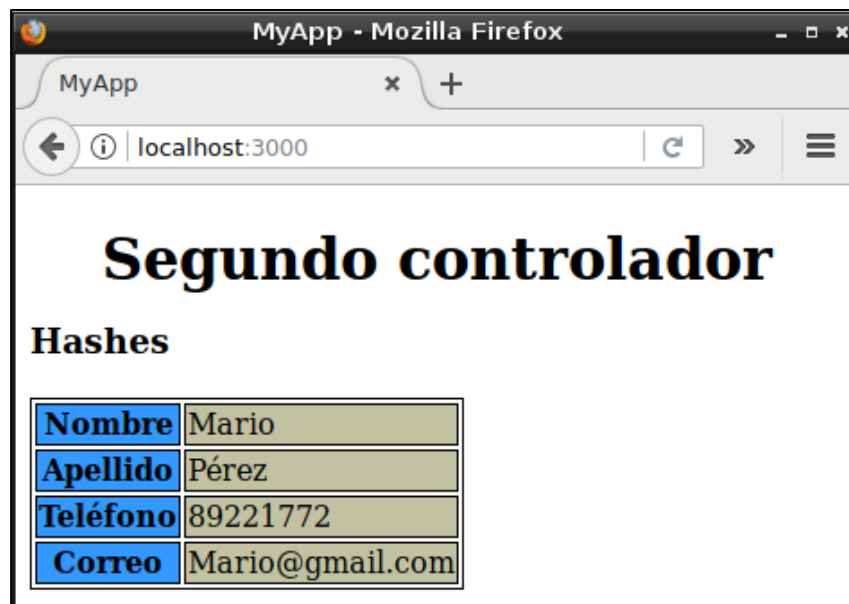 MyApp - Mozilla Firefox
MyApp
localhost:3000
Segundo controlador
Hashes
Nombre Mario
Apellido Pérez
Teléfono 89221772
Correo Mario@gmail.com